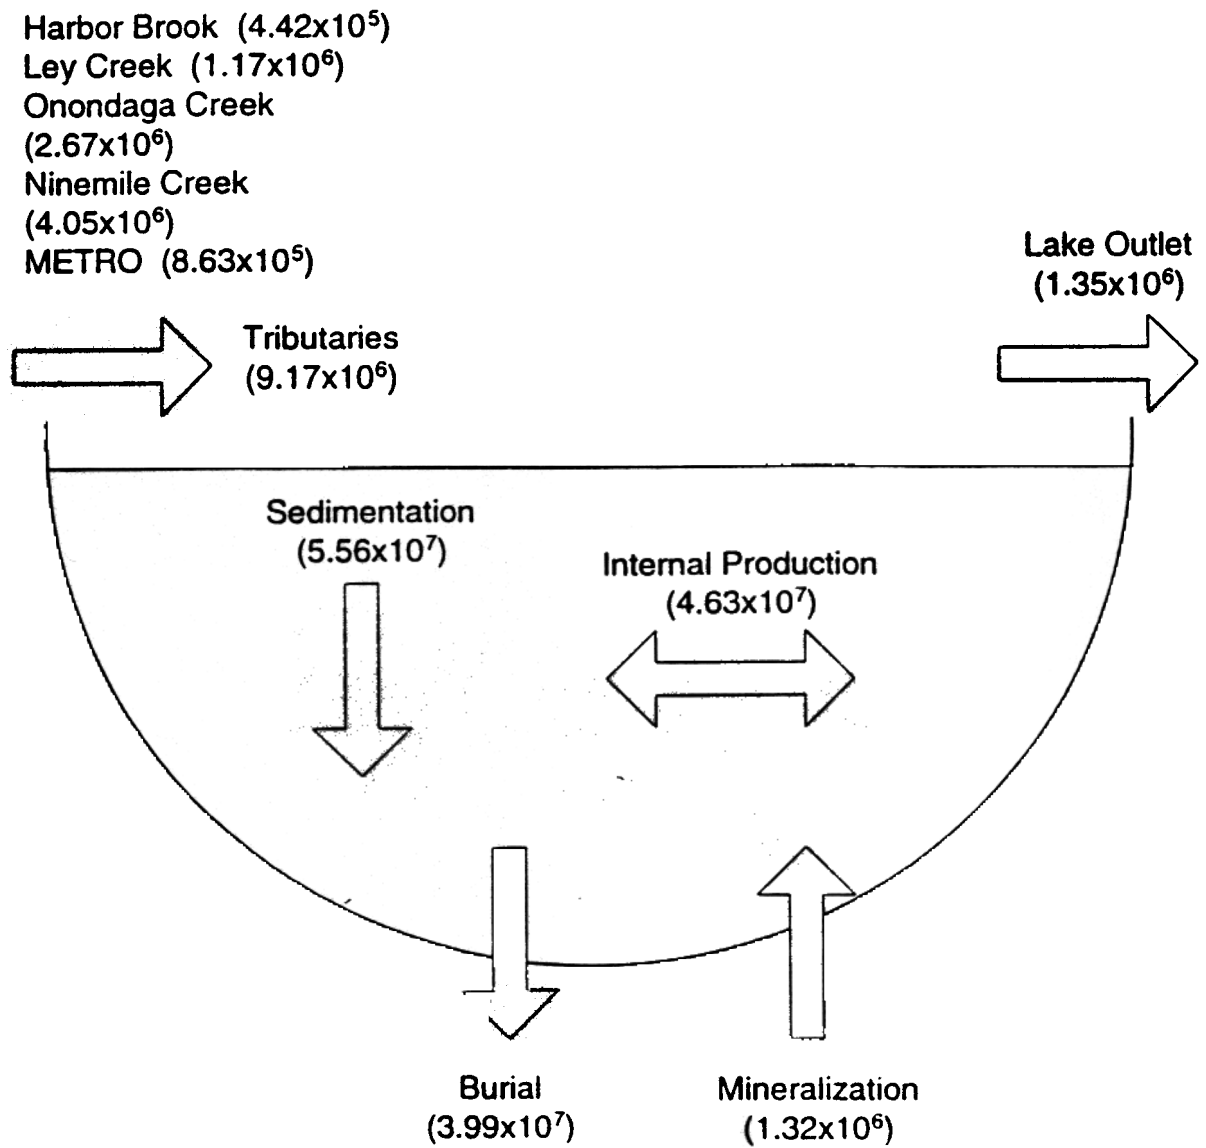 Harbor Brook (4.42x10⁵)
Ley Creek (1.17x10⁶)
Onondaga Creek
(2.67x10⁶)
Ninemile Creek
(4.05x10⁶)
METRO (8.63x10⁵)
Tributaries
(9.17x10⁶)
Lake Outlet
(1.35x10⁶)
Sedimentation
(5.56x10⁷)
Internal Production
(4.63x10⁷)
Burial
(3.99x10⁷)
Mineralization
(1.32x10⁶)